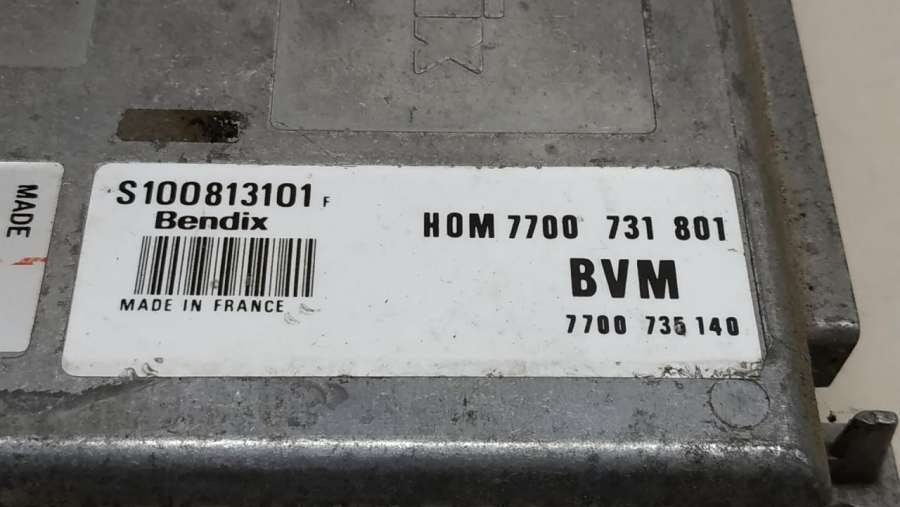 S100813101 F
Bendix
MADE IN FRANCE
HOM 7700 731 801
BVM
7700 735 140
MADE